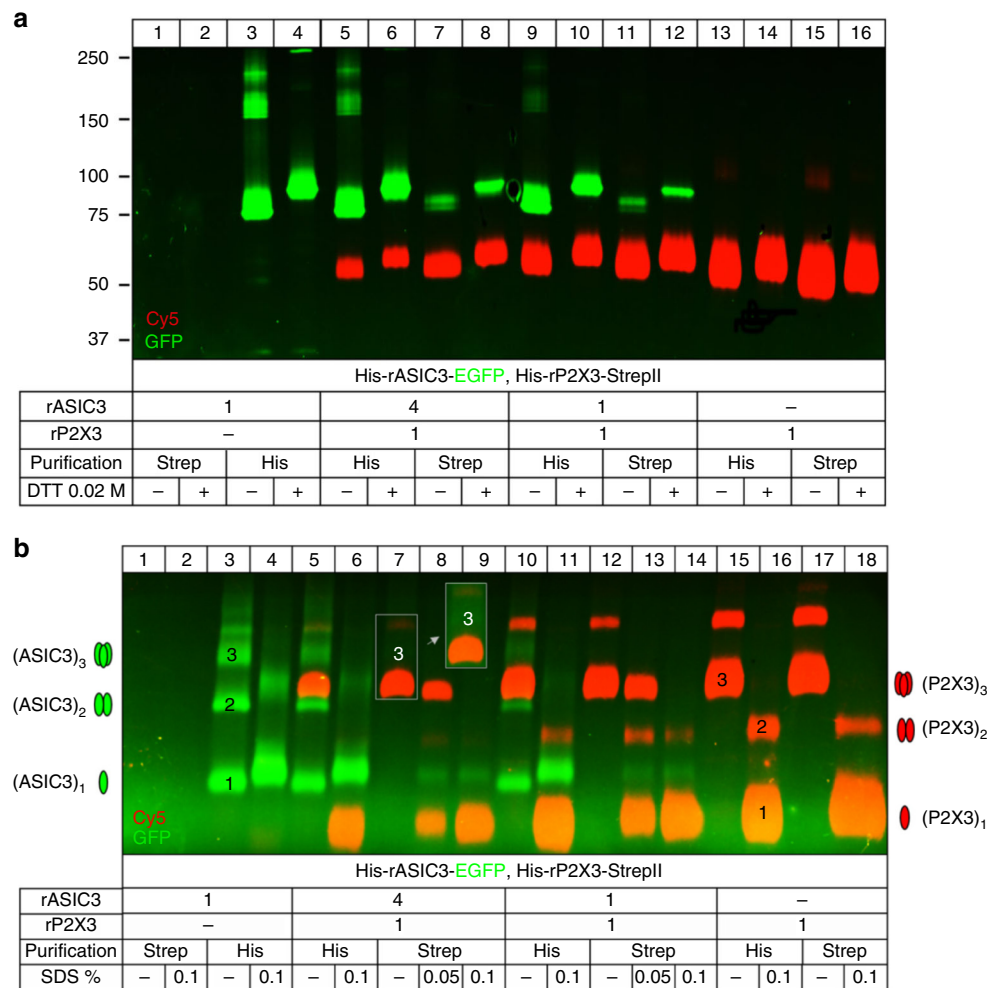 a
1 2 3 4 5 6 7 8 9 10 11 12 13 14 15 16
250
150
100
75
50
37
Cy5
GFP
His-rASIC3-EGFP, His-rP2X3-StrepII
rASIC3 1 4 1 –
rP2X3 – 1 1 1
Purification Strep His His Strep His Strep His Strep
DTT 0.02 M – + – + – + – + – + – + – + – +
b
1 2 3 4 5 6 7 8 9 10 11 12 13 14 15 16 17 18
(ASIC3)3 3 3 3 3 (P2X3)3
(ASIC3)2 2 2 (P2X3)2
(ASIC3)1 1 1 (P2X3)1
Cy5
GFP
His-rASIC3-EGFP, His-rP2X3-StrepII
rASIC3 1 4 1 –
rP2X3 – 1 1 1
Purification Strep His His Strep His Strep His Strep
SDS % – 0.1 – 0.1 – 0.1 – 0.05 0.1 – 0.1 – 0.05 0.1 – 0.1 – 0.1